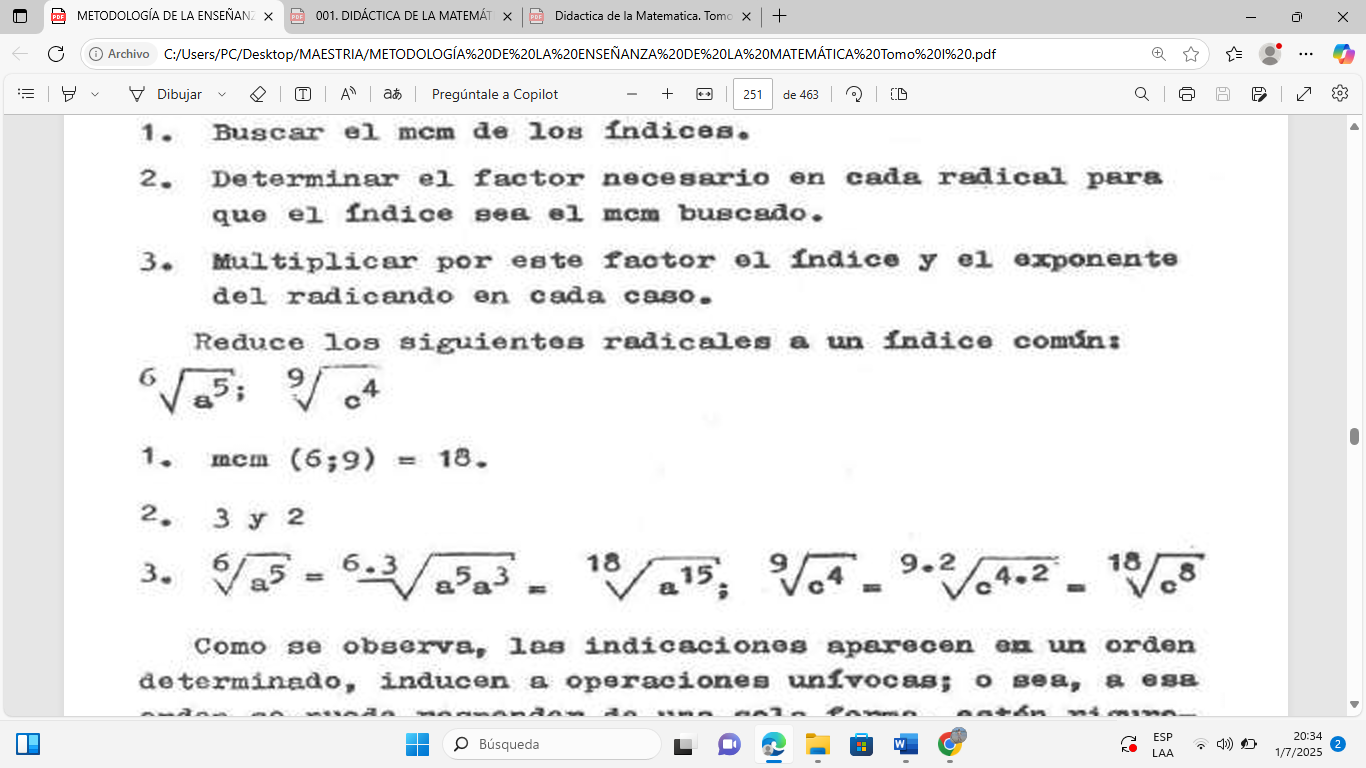 METODOLOGÍA DE LA ENSEÑANZ
001. DIDÁCTICA DE LA MATEMÁT
Didactica de la Matematica. Tomo
Archivo
C:/Users/PC/Desktop/MAESTRIA/METODOLOGÍA%20DE%20LA%20ENSEÑANZA%20DE%20LA%20MATEMÁTICA%20Tomo%20I%20.pdf
Dibujar
Pregúntale a Copilot
251
de 463
1. Buscar el mcm de los índices.
2. Determinar el factor necesario en cada radical para
que el índice sea el mcm buscado.
3. Multiplicar por este factor el índice y el exponente
del radicando en cada caso.
Reduce los siguientes radicales a un índice común:
⁶√a⁵; ⁹√c⁴
1. mcm (6;9) = 18.
2. 3 y 2
3. ⁶√a⁵ = ⁶·³√a⁵a³ = ¹⁸√a¹⁵; ⁹√c⁴ = ⁹·²√c⁴·² = ¹⁸√c⁸
Como se observa, las indicaciones aparecen en un orden
determinado, inducen a operaciones unívocas; o sea, a esa
Búsqueda
ESP
LAA
20:34
1/7/2025
2